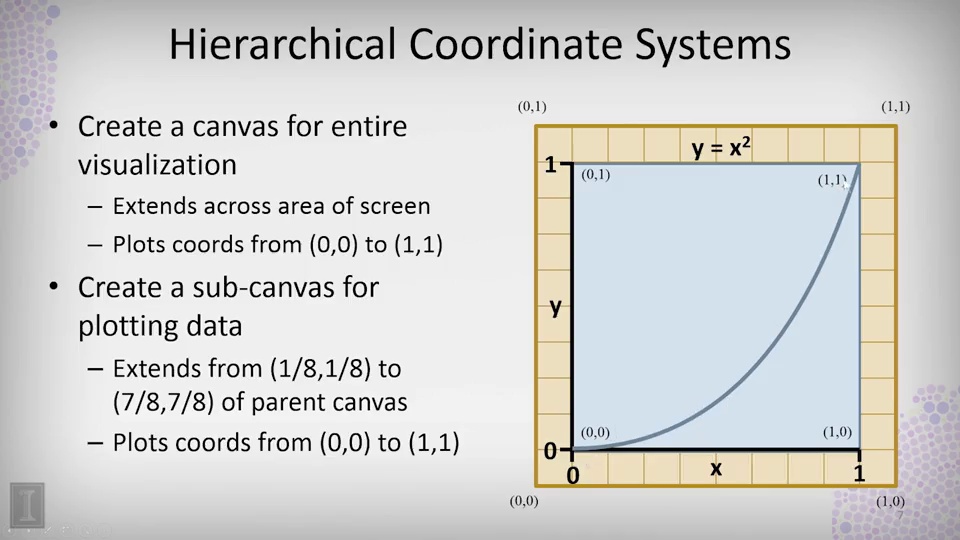 Hierarchical Coordinate Systems
• Create a canvas for entire
visualization
– Extends across area of screen
– Plots coords from (0,0) to (1,1)
• Create a sub-canvas for
plotting data
– Extends from (1/8,1/8) to
(7/8,7/8) of parent canvas
– Plots coords from (0,0) to (1,1)
(0,1) (1,1)
y = x²
1 (0,1) (1,1)
y
(0,0) (1,0)
0
0 x 1
(0,0) (1,0)
7
I